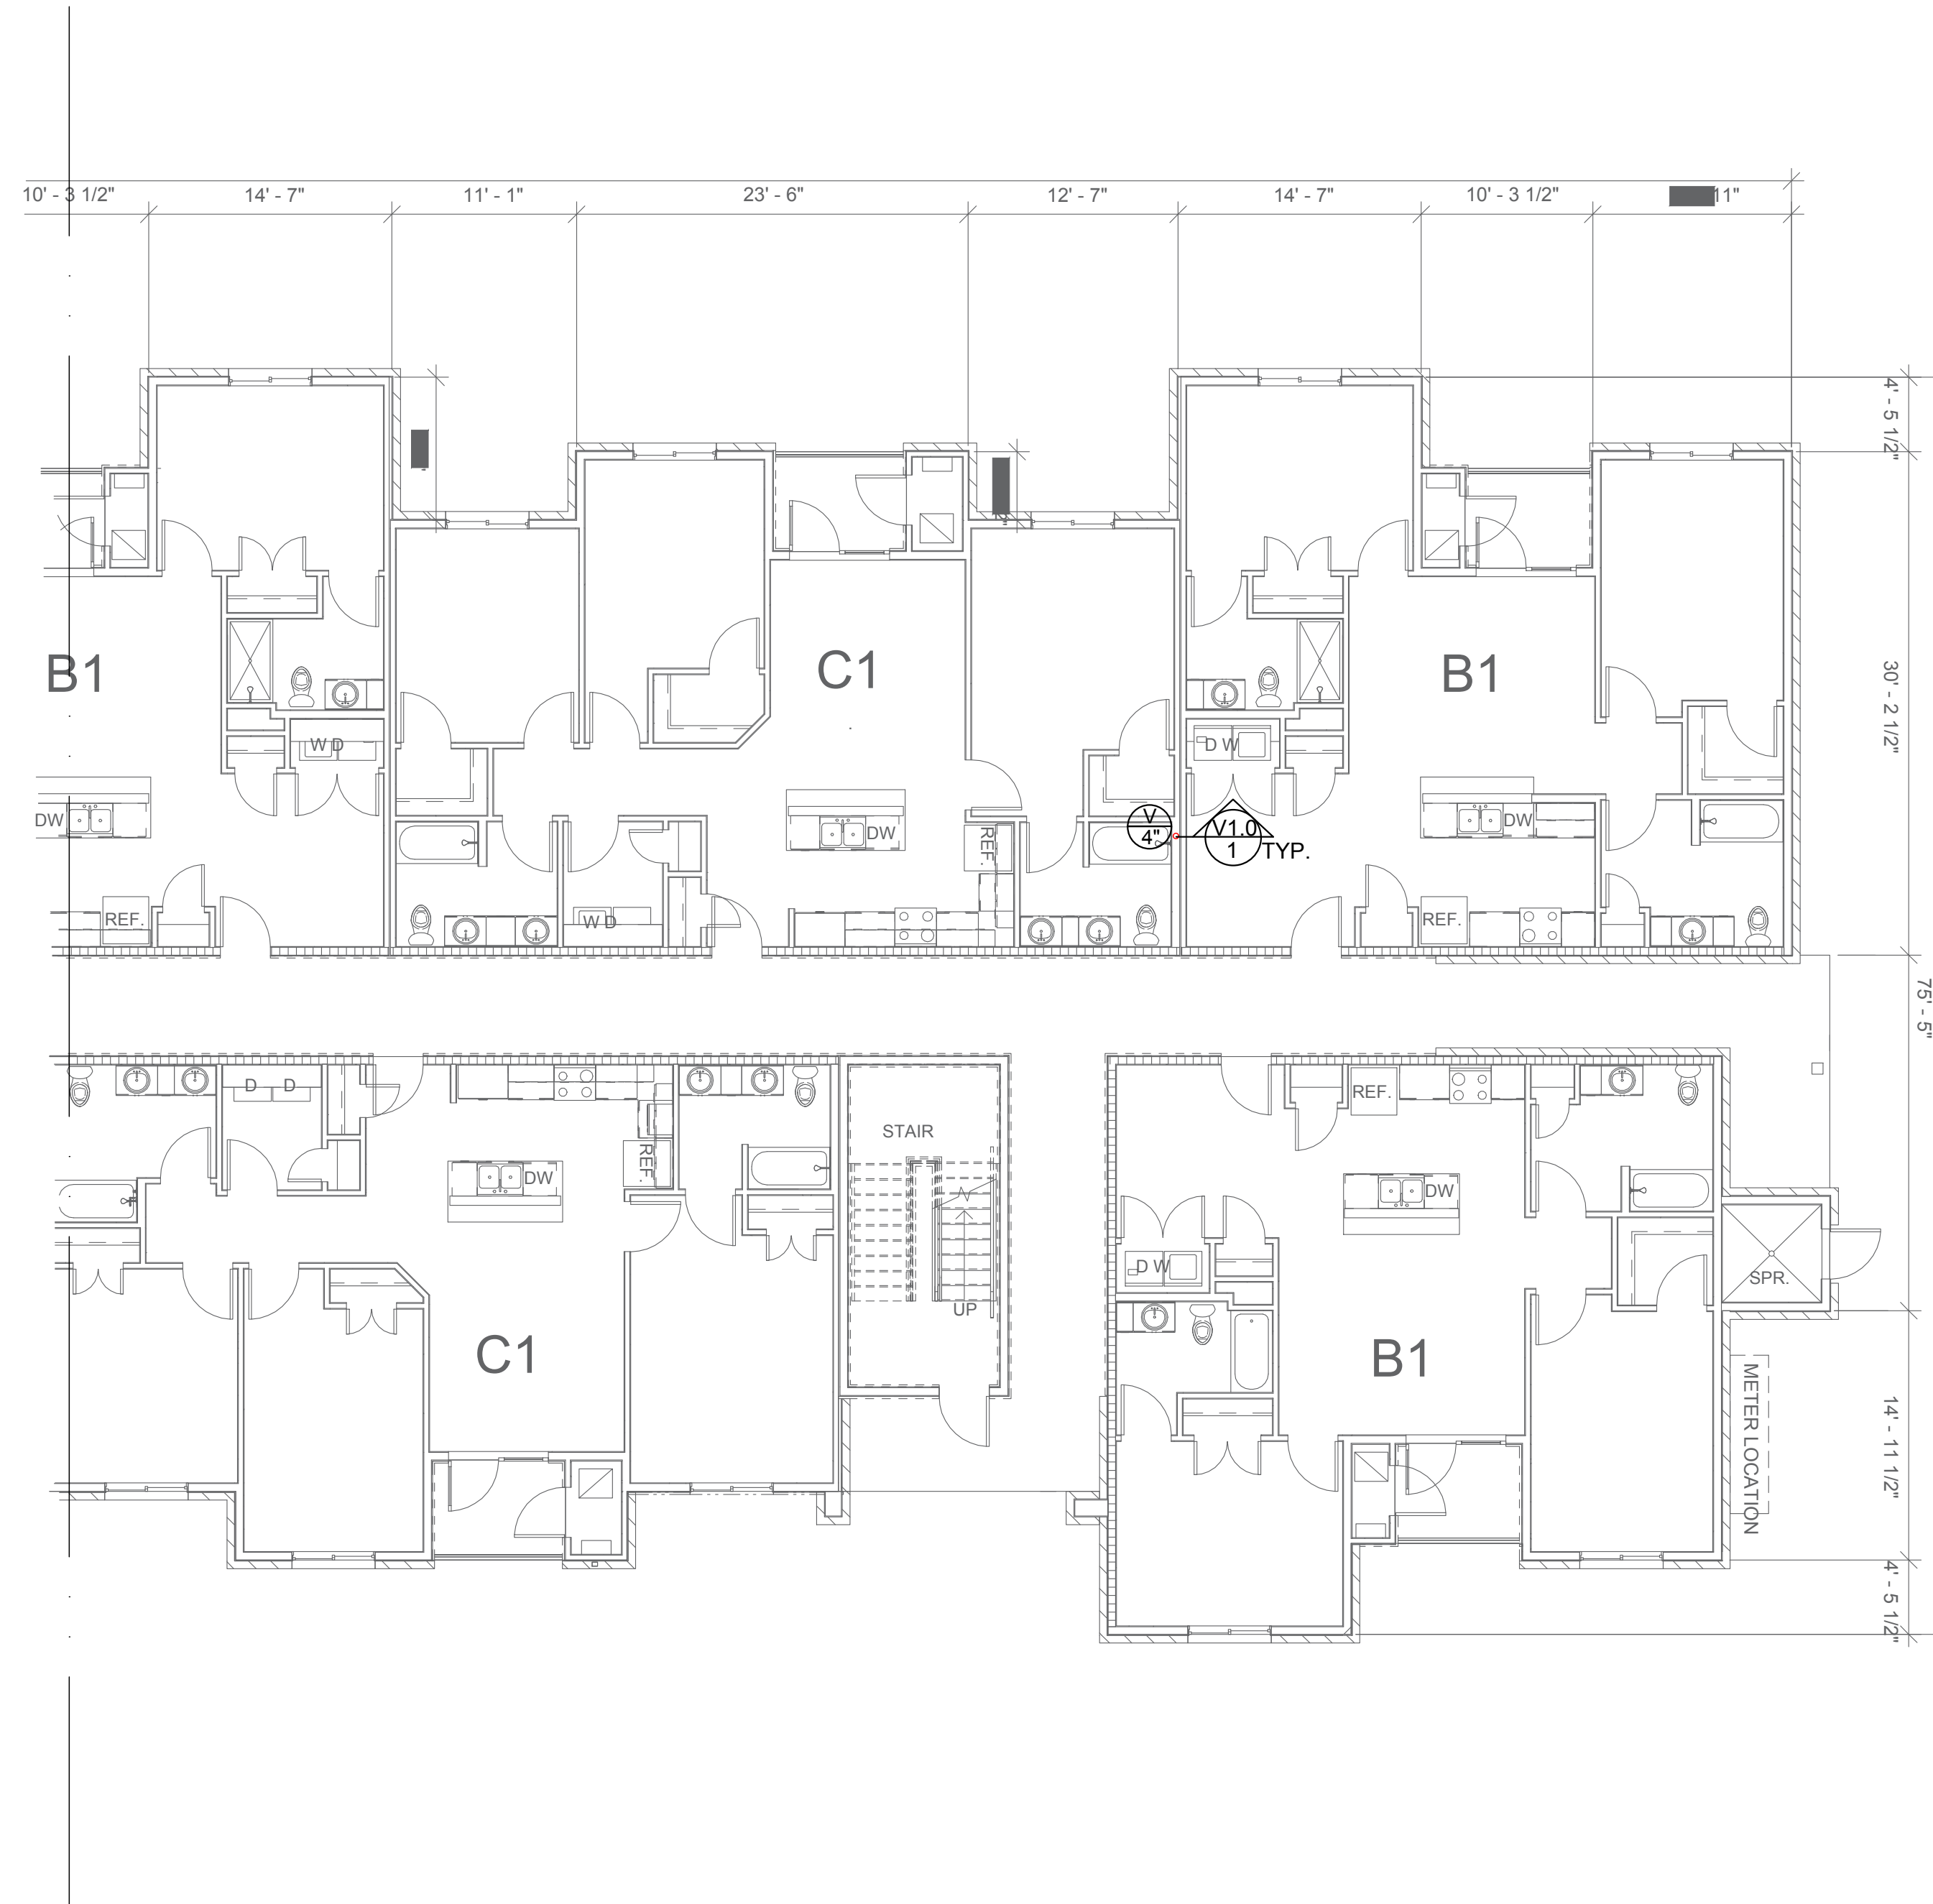 10' - 3 1/2"
14' - 7"
11' - 1"
23' - 6"
12' - 7"
14' - 7"
10' - 3 1/2"
11"
4' - 5 1/2"
B1
C1
B1
30' - 2 1/2"
W D
D W
DW
DW
REF.
V
4"
V1.0
1
TYP.
DW
REF.
W D
REF.
75' - 5"
D D
REF.
DW
STAIR
UP
REF.
DW
D W
SPR.
C1
B1
METER LOCATION
14' - 11 1/2"
4' - 5 1/2"